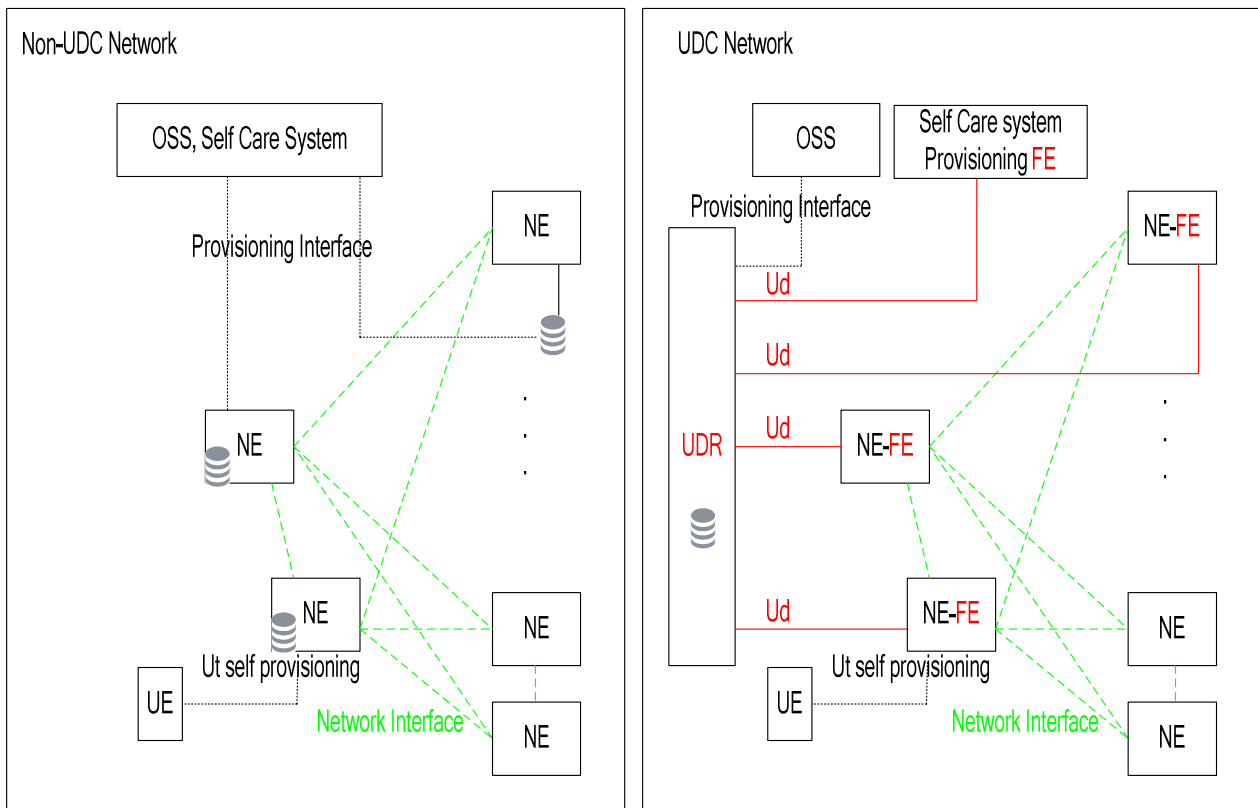 Non-UDC Network
OSS, Self Care System
NE
Provisioning Interface
NE
NE
NE
Ut self provisioning
UE
Network Interface
NE
UDC Network
OSS
Self Care system
Provisioning FE
Provisioning Interface
NE-FE
Ud
Ud
Ud
NE-FE
UDR
Ud
NE-FE
NE
Ut self provisioning
UE
Network Interface
NE